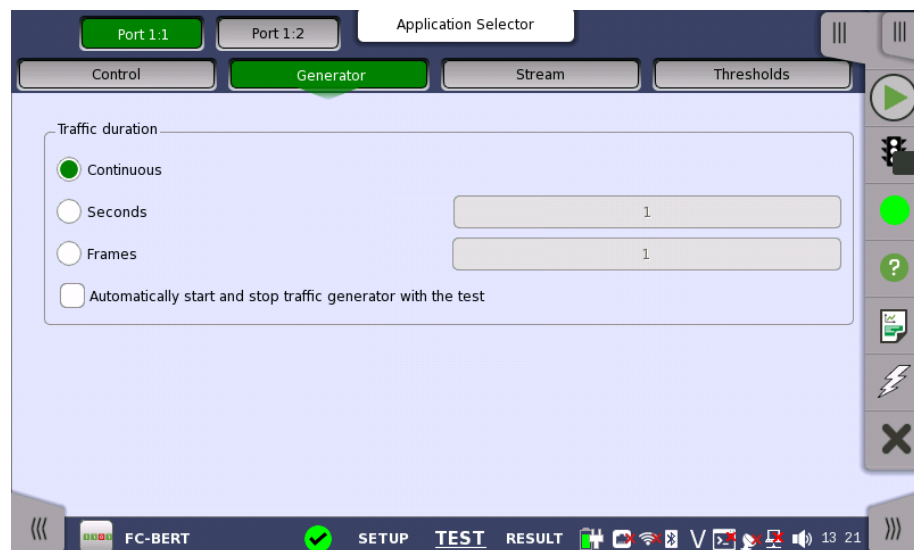 Application Selector
Port 1:1 Port 1:2
Control Generator Stream Thresholds
Traffic duration
Continuous
Seconds 1
Frames 1
Automatically start and stop traffic generator with the test
?
FC-BERT SETUP TEST RESULT V 13 21